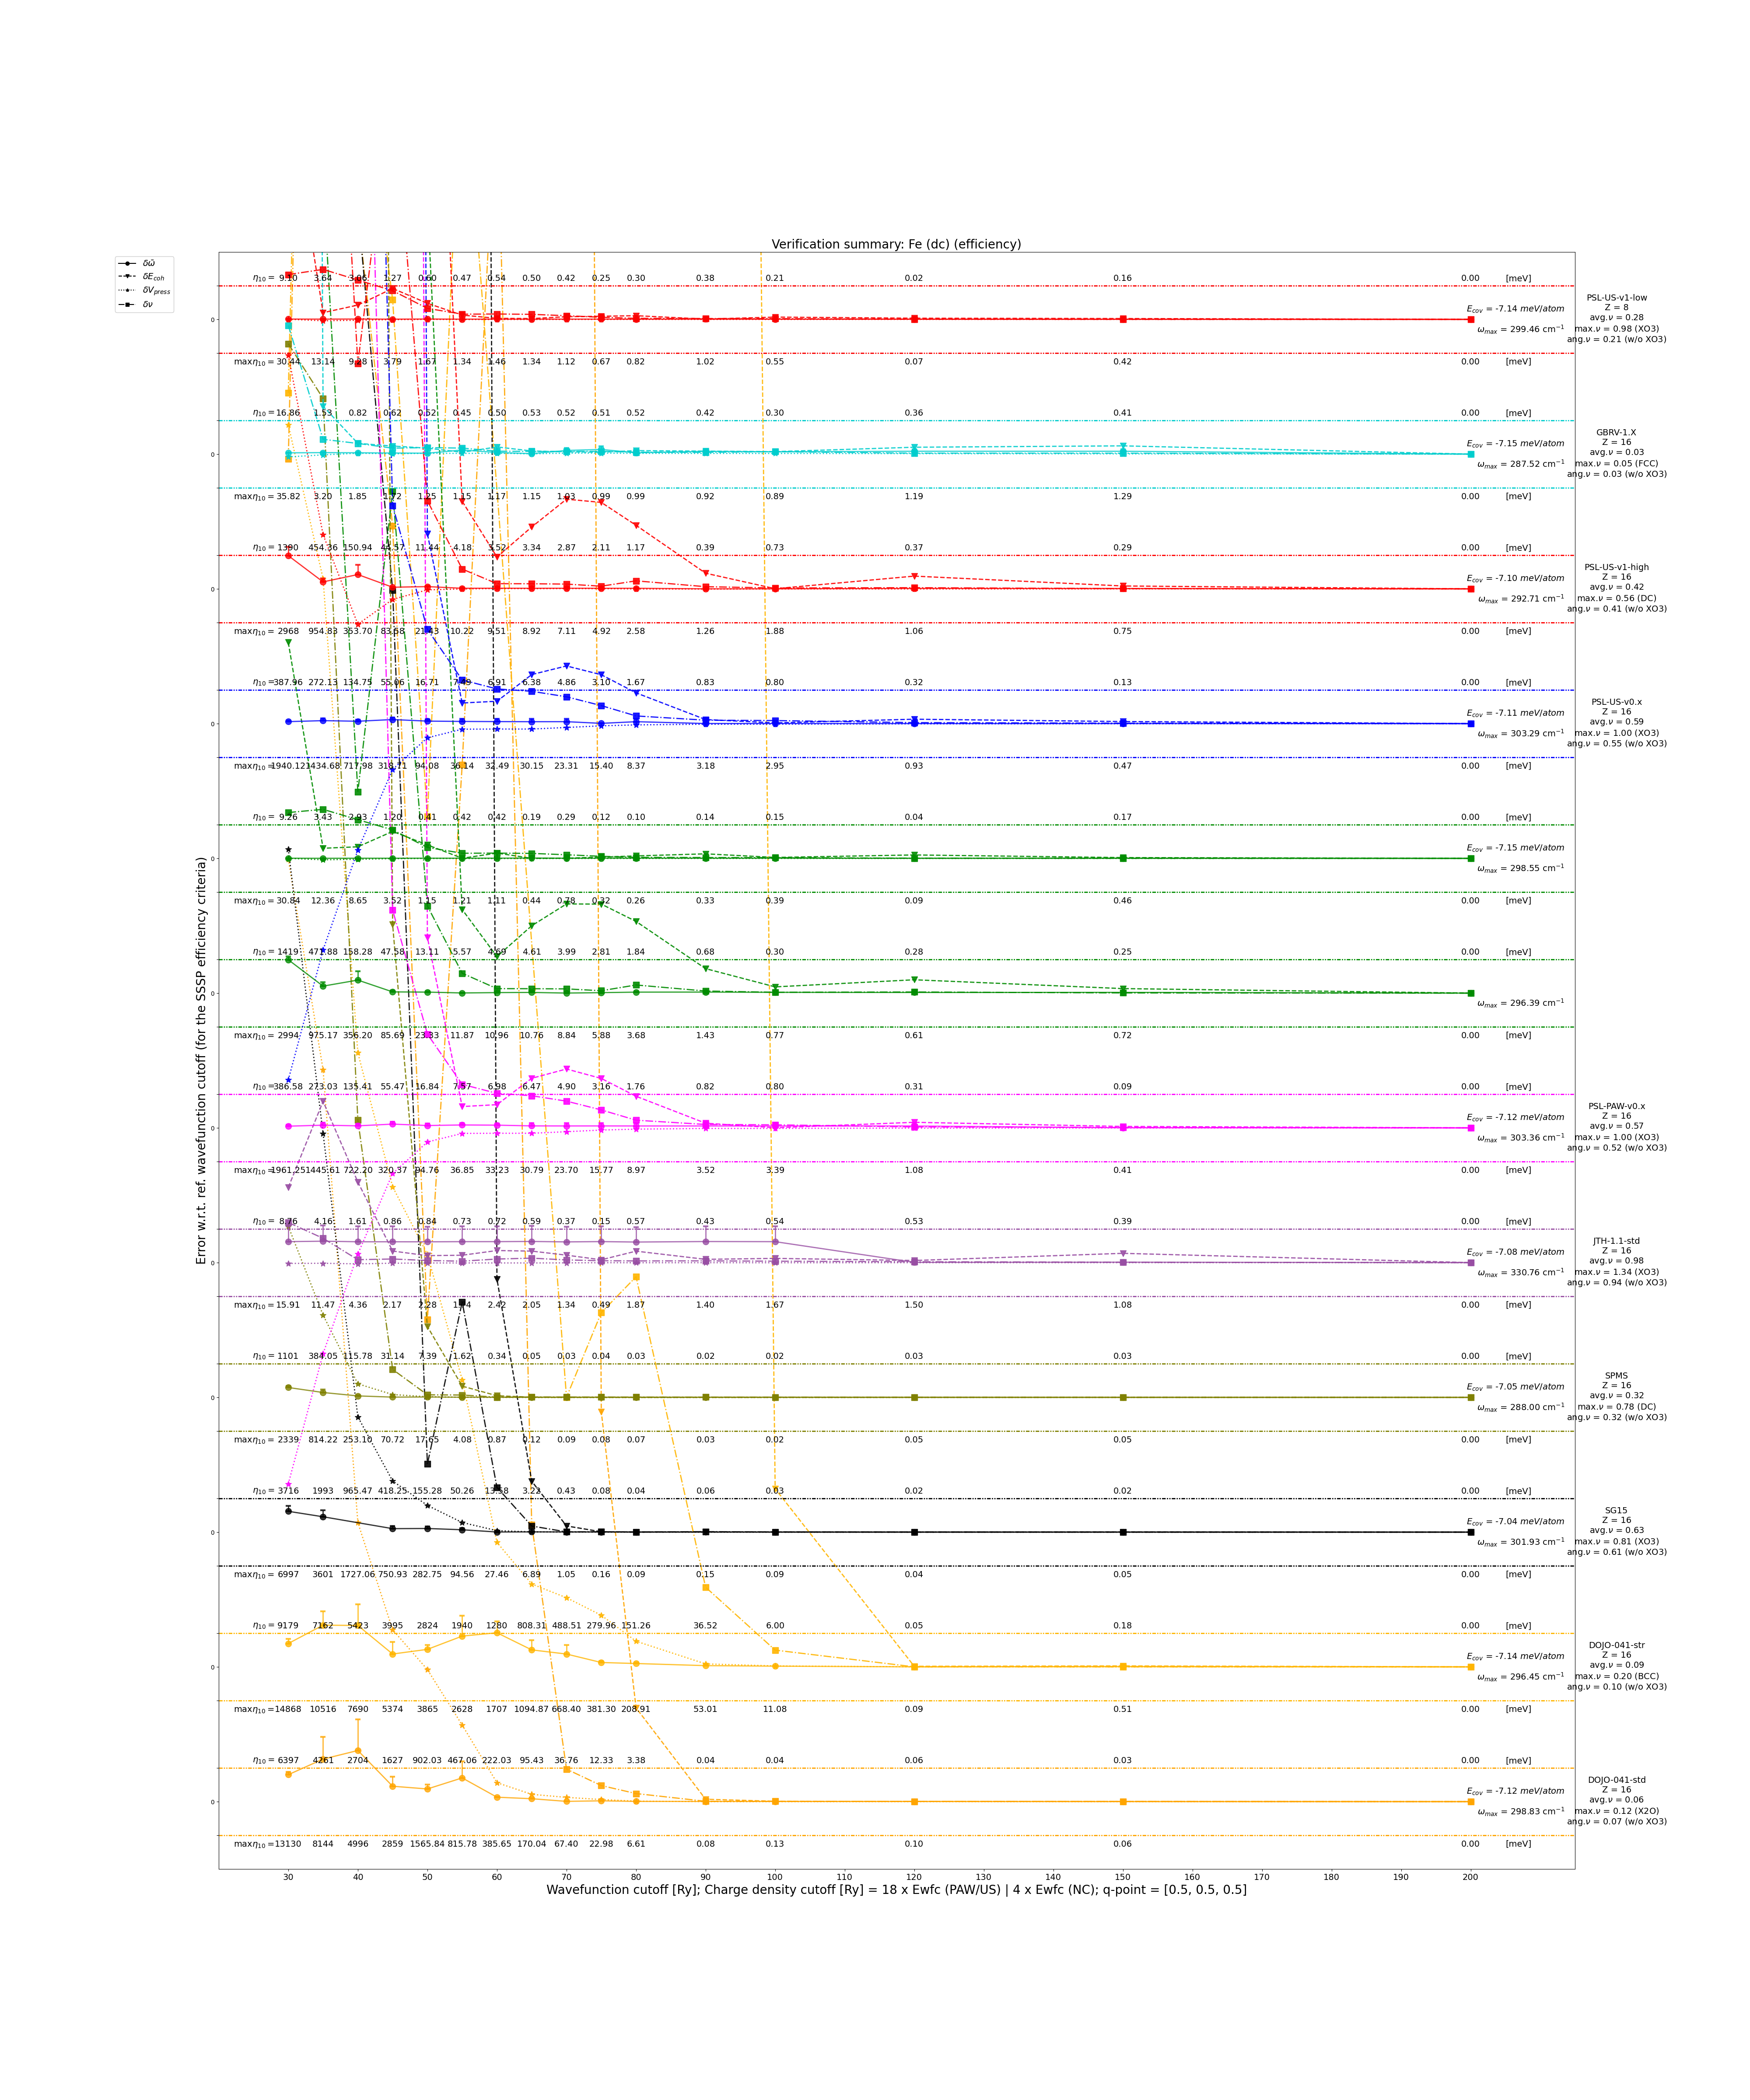 Verification summary: Fe (dc) (efficiency)
δω̄
δE_coh
δV_press
δν
Error w.r.t. ref. wavefunction cutoff (for the SSSP efficiency criteria)
η₁₀ = 9.10 3.64 1.27 0.60 0.47 0.54 0.50 0.42 0.25 0.30 0.38 0.21 0.02 0.16 0.00 [meV]
E_cov = -7.14 meV/atom
ω_max = 299.46 cm⁻¹
PSL-US-v1-low
Z = 8
avg.ν = 0.28
max.ν = 0.98 (XO3)
ang.ν = 0.21 (w/o XO3)
maxη₁₀ = 30.44 13.14 3.79 1.67 1.34 1.46 1.34 1.12 0.67 0.82 1.02 0.55 0.07 0.42 0.00 [meV]
η₁₀ = 16.86 1.53 0.82 0.62 0.52 0.45 0.50 0.53 0.52 0.51 0.52 0.42 0.30 0.36 0.41 0.00 [meV]
E_cov = -7.15 meV/atom
ω_max = 287.52 cm⁻¹
GBRV-1.X
Z = 16
avg.ν = 0.03
max.ν = 0.05 (FCC)
ang.ν = 0.03 (w/o XO3)
maxη₁₀ = 35.82 3.20 1.85 1.25 1.15 1.17 1.15 1.03 0.99 0.99 0.92 0.89 1.19 1.29 0.00 [meV]
η₁₀ = 454.36 150.94 44.57 11.44 4.18 3.52 3.34 2.87 2.11 1.17 0.39 0.73 0.37 0.29 0.00 [meV]
E_cov = -7.10 meV/atom
ω_max = 292.71 cm⁻¹
PSL-US-v1-high
Z = 16
avg.ν = 0.42
max.ν = 0.56 (DC)
ang.ν = 0.41 (w/o XO3)
maxη₁₀ = 2968 954.83 353.70 83.58 10.22 9.51 8.92 7.11 4.92 2.58 1.26 1.88 1.06 0.75 0.00 [meV]
η₁₀ = 387.96 272.13 134.75 55.06 16.71 6.91 6.38 4.86 3.10 1.67 0.83 0.80 0.32 0.13 0.00 [meV]
E_cov = -7.11 meV/atom
ω_max = 303.29 cm⁻¹
PSL-US-v0.x
Z = 16
avg.ν = 0.59
max.ν = 1.00 (XO3)
ang.ν = 0.55 (w/o XO3)
maxη₁₀ = 1940.12 1434.68 717.98 94.08 36.14 32.49 30.15 23.31 15.40 8.37 3.18 2.95 0.93 0.47 0.00 [meV]
η₁₀ = 9.26 3.43 2.93 1.20 0.41 0.42 0.42 0.19 0.29 0.12 0.10 0.14 0.15 0.04 0.17 0.00 [meV]
E_cov = -7.15 meV/atom
ω_max = 298.55 cm⁻¹
maxη₁₀ = 30.84 12.36 8.65 3.52 1.15 1.21 1.11 0.44 0.78 0.32 0.26 0.33 0.39 0.09 0.46 0.00 [meV]
η₁₀ = 1419 471.88 158.28 47.58 13.11 5.57 4.69 4.61 3.99 2.81 1.84 0.68 0.30 0.28 0.25 0.00 [meV]
ω_max = 296.39 cm⁻¹
maxη₁₀ = 2994 975.17 356.20 85.69 23.83 11.87 10.96 10.76 8.84 5.88 3.68 1.43 0.77 0.61 0.72 0.00 [meV]
η₁₀ = 386.58 273.03 135.41 55.47 16.84 7.57 6.98 6.47 4.90 3.16 1.76 0.82 0.80 0.31 0.09 0.00 [meV]
E_cov = -7.12 meV/atom
ω_max = 303.36 cm⁻¹
PSL-PAW-v0.x
Z = 16
avg.ν = 0.57
max.ν = 1.00 (XO3)
ang.ν = 0.52 (w/o XO3)
maxη₁₀ = 1961.25 1445.61 722.20 320.37 94.76 36.85 33.23 30.79 23.70 15.77 8.97 3.52 3.39 1.08 0.41 0.00 [meV]
η₁₀ = 8.76 4.16 1.61 0.86 0.84 0.73 0.72 0.59 0.37 0.15 0.57 0.43 0.54 0.53 0.39 0.00 [meV]
E_cov = -7.08 meV/atom
ω_max = 330.76 cm⁻¹
JTH-1.1-std
Z = 16
avg.ν = 0.98
max.ν = 1.34 (XO3)
ang.ν = 0.94 (w/o XO3)
maxη₁₀ = 15.91 11.47 4.36 2.17 2.28 2.42 2.05 1.34 0.49 1.87 1.40 1.67 1.50 1.08 0.00 [meV]
η₁₀ = 1101 384.05 115.78 31.14 7.39 1.62 0.34 0.05 0.03 0.04 0.03 0.02 0.02 0.03 0.03 0.00 [meV]
E_cov = -7.05 meV/atom
ω_max = 288.00 cm⁻¹
SPMS
Z = 16
avg.ν = 0.32
max.ν = 0.78 (DC)
ang.ν = 0.32 (w/o XO3)
maxη₁₀ = 2339 814.22 253.10 70.72 17.65 4.08 0.87 0.12 0.09 0.08 0.07 0.03 0.02 0.05 0.05 0.00 [meV]
η₁₀ = 3716 1993 965.47 418.25 155.28 50.26 3.22 0.43 0.08 0.04 0.06 0.03 0.02 0.02 0.00 [meV]
E_cov = -7.04 meV/atom
ω_max = 301.93 cm⁻¹
SG15
Z = 16
avg.ν = 0.63
max.ν = 0.81 (XO3)
ang.ν = 0.61 (w/o XO3)
maxη₁₀ = 6997 3601 1727.06 750.93 282.75 94.56 27.46 6.89 1.05 0.16 0.09 0.15 0.09 0.04 0.05 0.00 [meV]
η₁₀ = 9179 7162 5423 3995 2824 1940 1280 808.31 488.51 279.96 151.26 36.52 6.00 0.05 0.18 0.00 [meV]
E_cov = -7.14 meV/atom
ω_max = 296.45 cm⁻¹
DOJO-041-str
Z = 16
avg.ν = 0.09
max.ν = 0.20 (BCC)
ang.ν = 0.10 (w/o XO3)
maxη₁₀ = 14868 10516 7690 5374 3865 2628 1707 1094.87 668.40 381.30 208.91 53.01 11.08 0.09 0.51 0.00 [meV]
η₁₀ = 6397 4261 2704 1627 902.03 467.06 222.03 95.43 36.76 12.33 3.38 0.04 0.04 0.06 0.03 0.00 [meV]
E_cov = -7.12 meV/atom
ω_max = 298.83 cm⁻¹
DOJO-041-std
Z = 16
avg.ν = 0.06
max.ν = 0.12 (X2O)
ang.ν = 0.07 (w/o XO3)
maxη₁₀ = 13130 8144 4996 2859 1565.84 815.78 385.65 170.04 67.40 22.98 6.61 0.08 0.13 0.10 0.06 0.00 [meV]
0
0
0
0
0
0
0
0
0
0
0
0
30 40 50 60 70 80 90 100 110 120 130 140 150 160 170 180 190 200
Wavefunction cutoff [Ry]; Charge density cutoff [Ry] = 18 x Ewfc (PAW/US) | 4 x Ewfc (NC); q-point = [0.5, 0.5, 0.5]